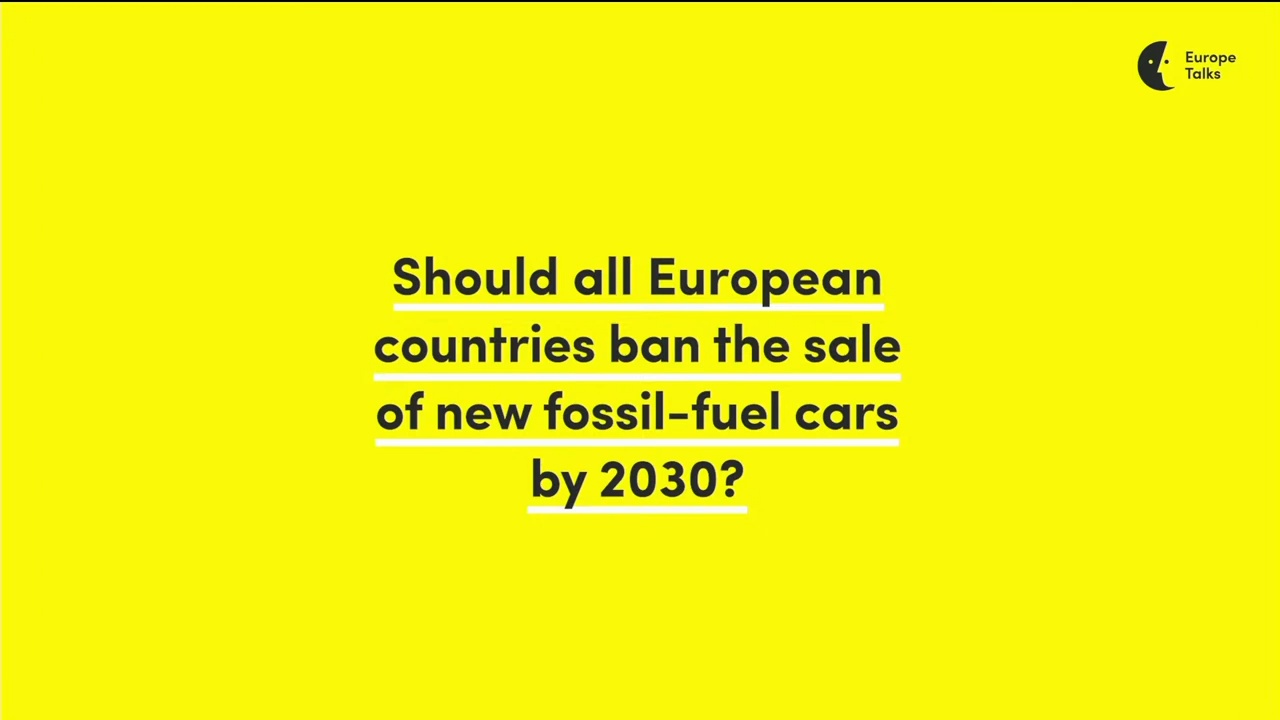 Europe
Talks
Should all European
countries ban the sale
of new fossil-fuel cars
by 2030?